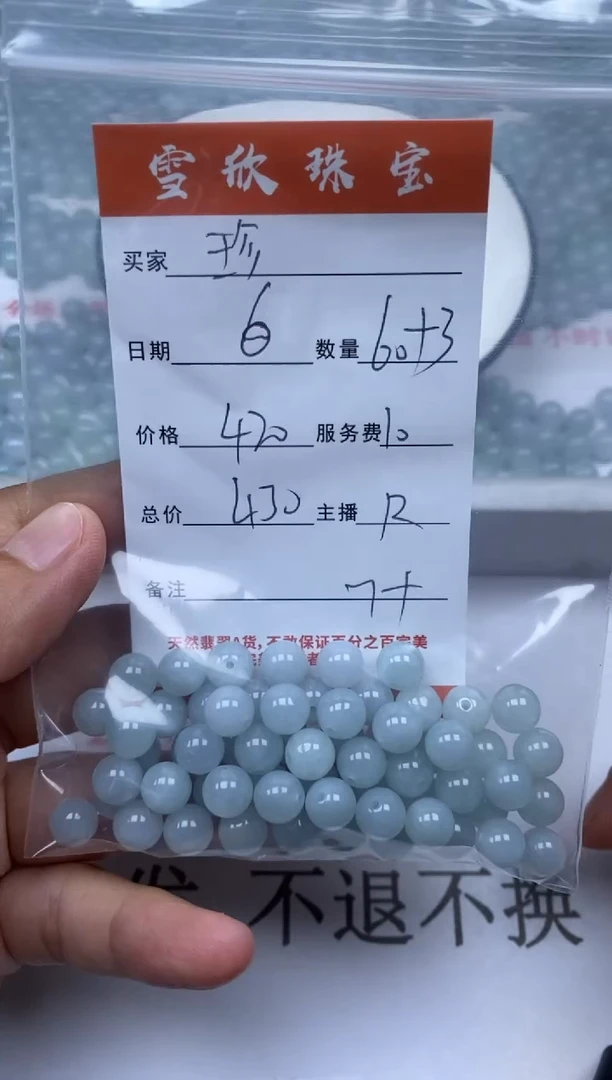 雪欣珠宝
买家 珍
日期 6 数量 60+3
价格 420 服务费 10
总价 430 主播 R
备注 7+
天然翡翠A货,不敢保证百分之百完美
不退不换